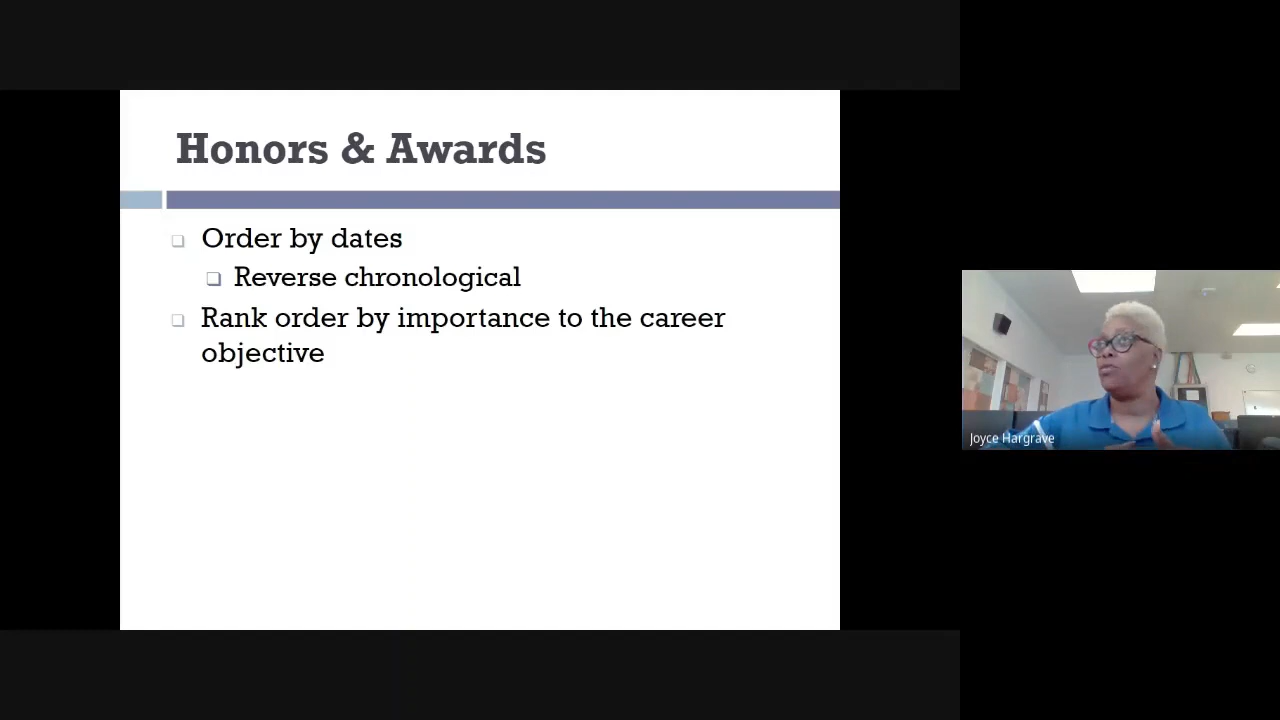 Honors & Awards
Order by dates
Reverse chronological
Rank order by importance to the career
objective
Joyce Hargrave